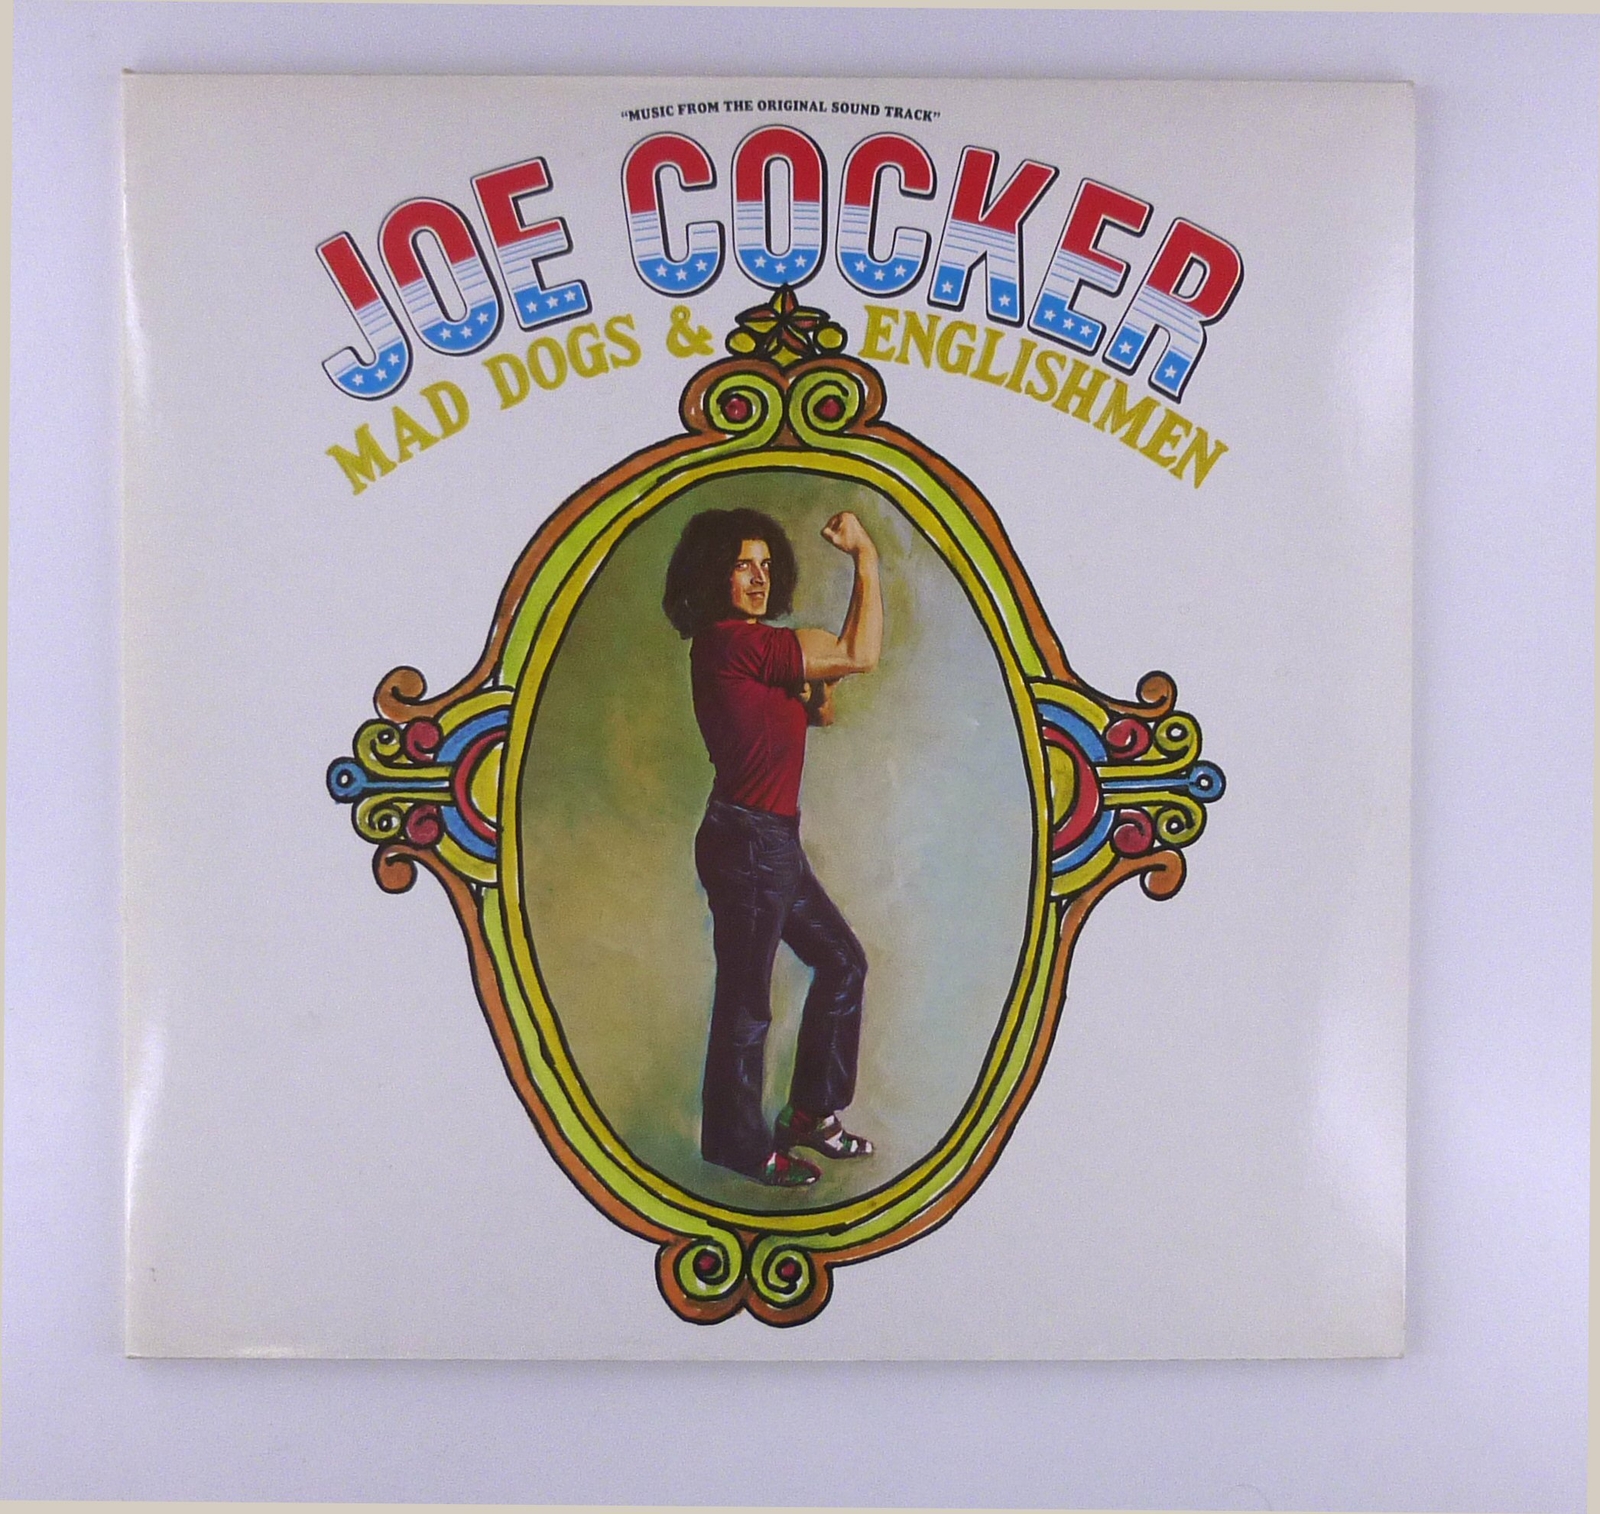 “MUSIC FROM THE ORIGINAL SOUND TRACK”
JOE COCKER
MAD DOGS & ENGLISHMEN